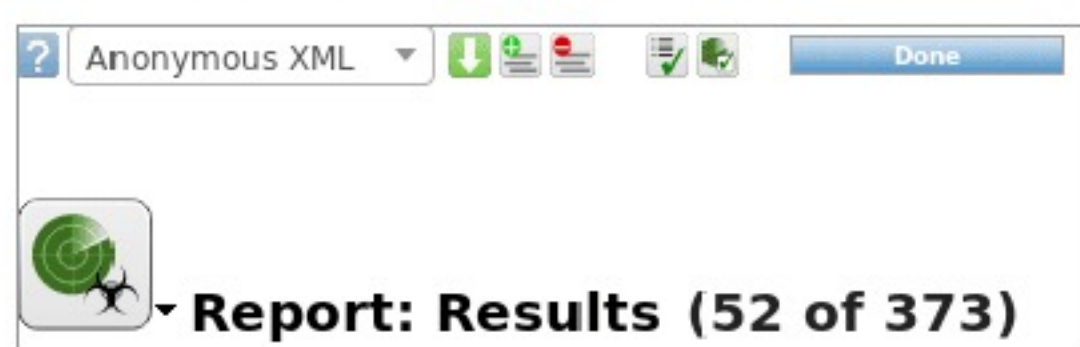 ? Anonymous XML Done
Report: Results (52 of 373)